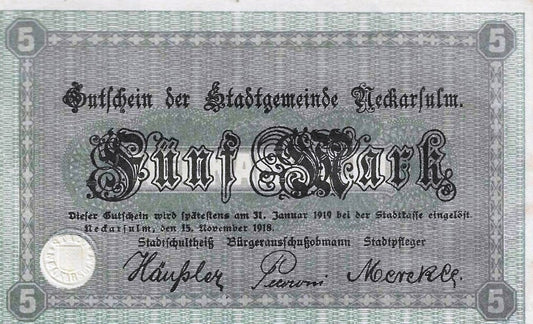 5 5
Gutschein der Stadtgemeinde Neckarsulm.
Fünf Mark
Dieser Gutschein wird spätestens am 31. Januar 1919 bei der Stadtkasse eingelöst
Neckarsulm, den 15. November 1918.
Stadtschultheiß Bürgerausschußobmann Stadtpfleger
Häußler Merckle
5 5